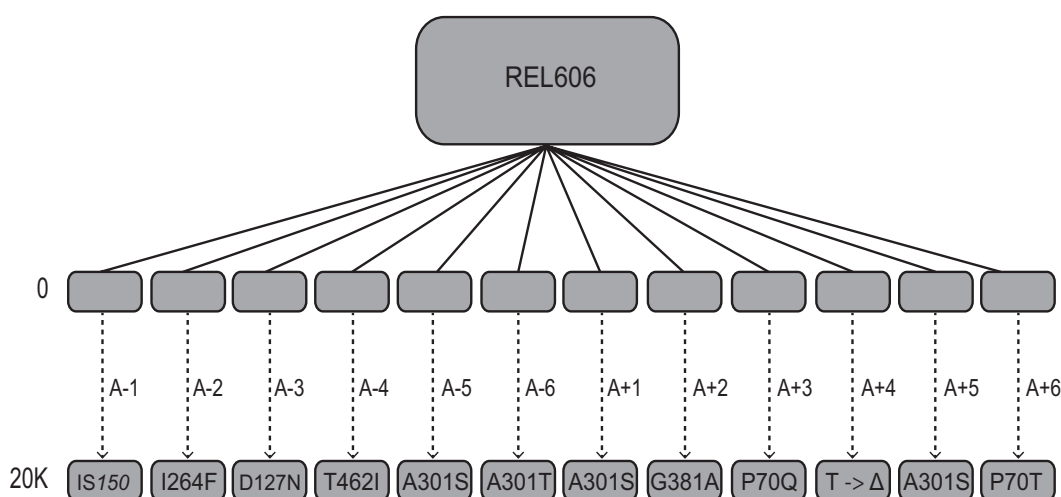 REL606
0
A-1 A-2 A-3 A-4 A-5 A-6 A+1 A+2 A+3 A+4 A+5 A+6
20K IS150 I264F D127N T462I A301S A301T A301S G381A P70Q T -> Δ A301S P70T